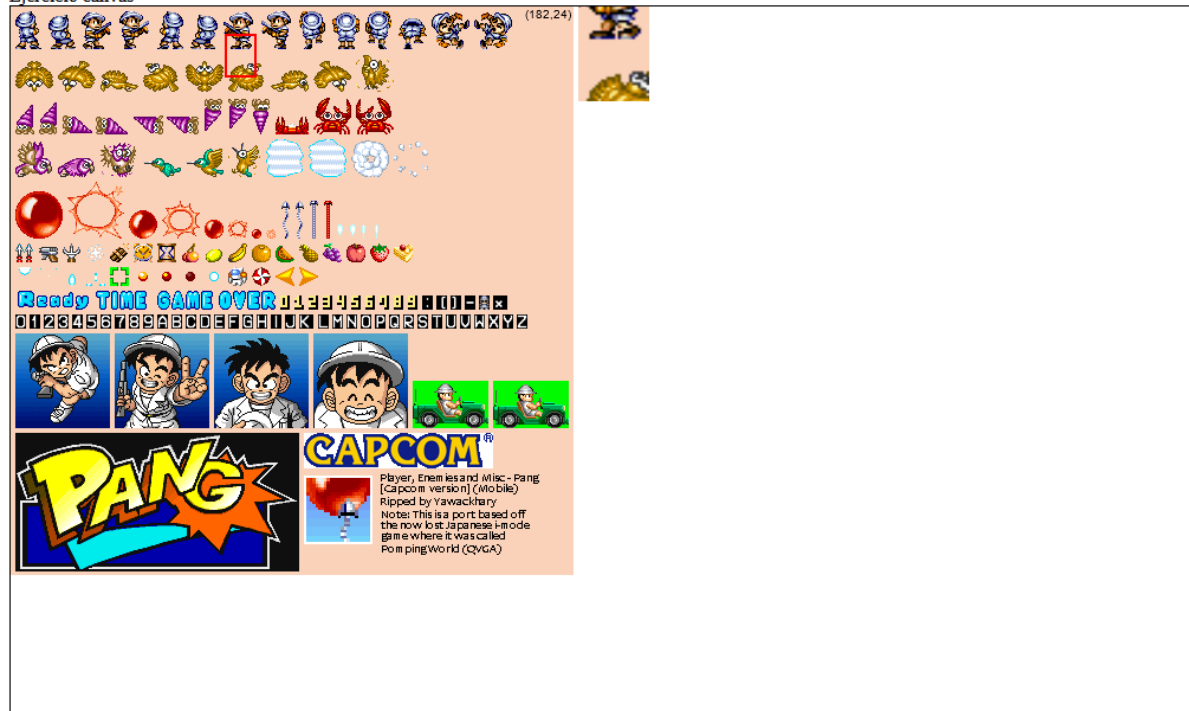 Ejercicio canvas
(182,24)
Ready TIME GAME OVER 0123456789:()-x
0123456789ABCDEFGHIJKLMNOPQRSTUVWXYZ
PANG
CAPCOM®
Player, Enemies and Misc - Pang
[Capcom version] (Mobile)
Ripped by Yawackhary
Note: This is a port based off
the now lost Japanese i-mode
game where it was called
Pomping World (QVGA)